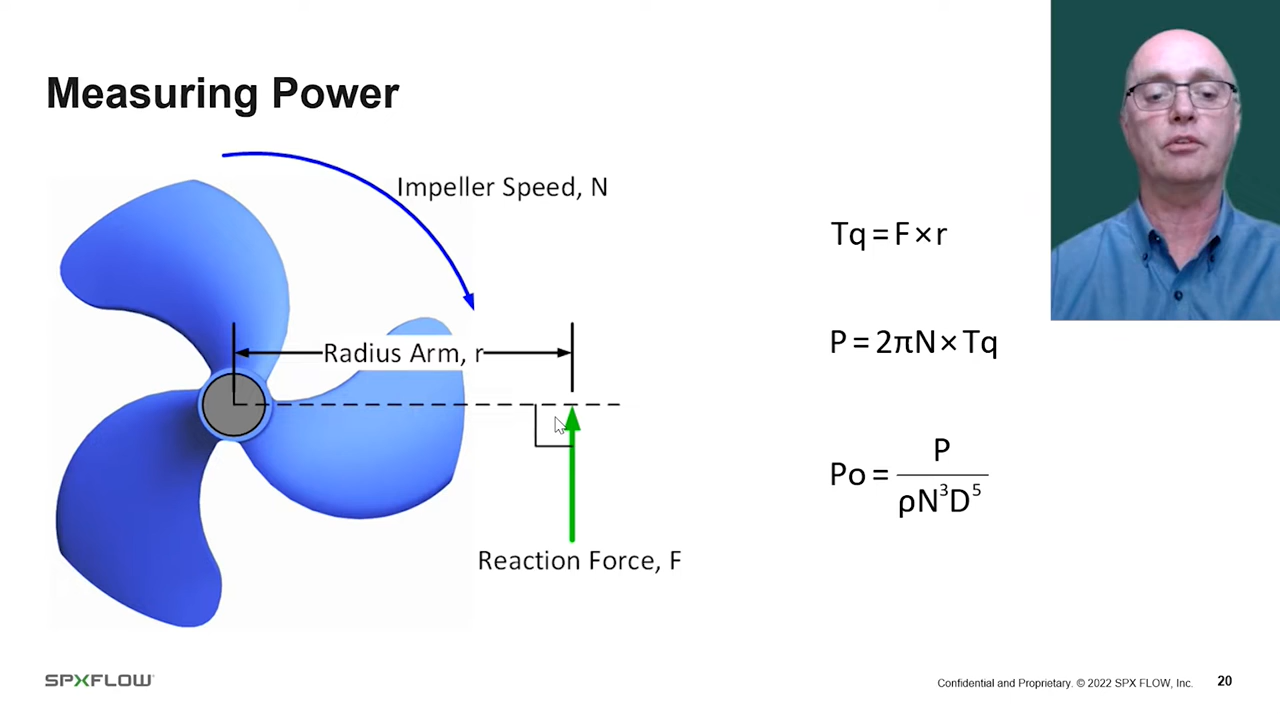 Measuring Power
Impeller Speed, N
Radius Arm, r
Reaction Force, F
Tq = F × r
P = 2πN × Tq
Po = P / ρN³D⁵
SPXFLOW
Confidential and Proprietary. © 2022 SPX FLOW, Inc. 20